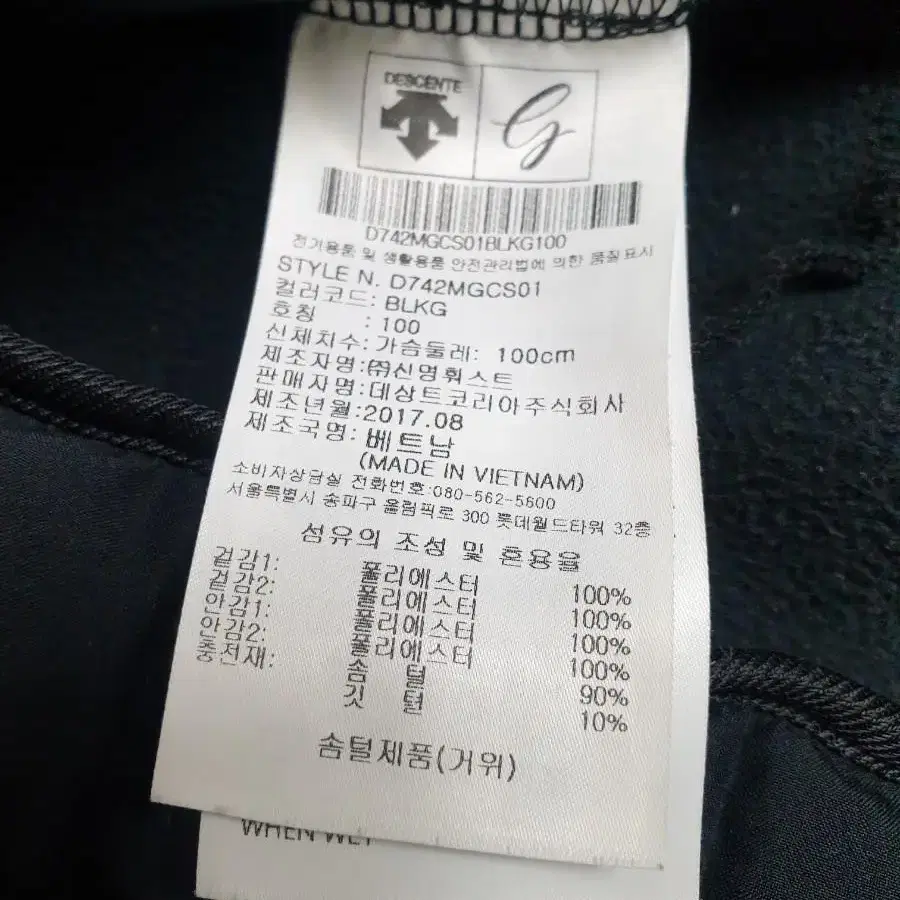 DESCENTE
G
D742MGCS01BLKG100
전기용품 및 생활용품 안전관리법에 의한 품질표시
STYLE N. D742MGCS01
컬러코드: BLKG
호칭 : 100
신체치수: 가슴둘레: 100cm
제조자명:㈜신명훠스트
판매자명:데상트코리아주식회사
제조년월:2017.08
제조국명: 베트남
(MADE IN VIETNAM)
소비자상담실 전화번호:080-562-5600
서울특별시 송파구 올림픽로 300 롯데월드타워 32층
섬유의 조성 및 혼용율
겉감1: 폴리에스터 100%
겉감2: 폴리에스터 100%
안감1: 폴리에스터 100%
안감2: 폴리에스터 100%
충전재: 솜 털 90%
깃 털 10%
솜털제품(거위)
WHEN WET